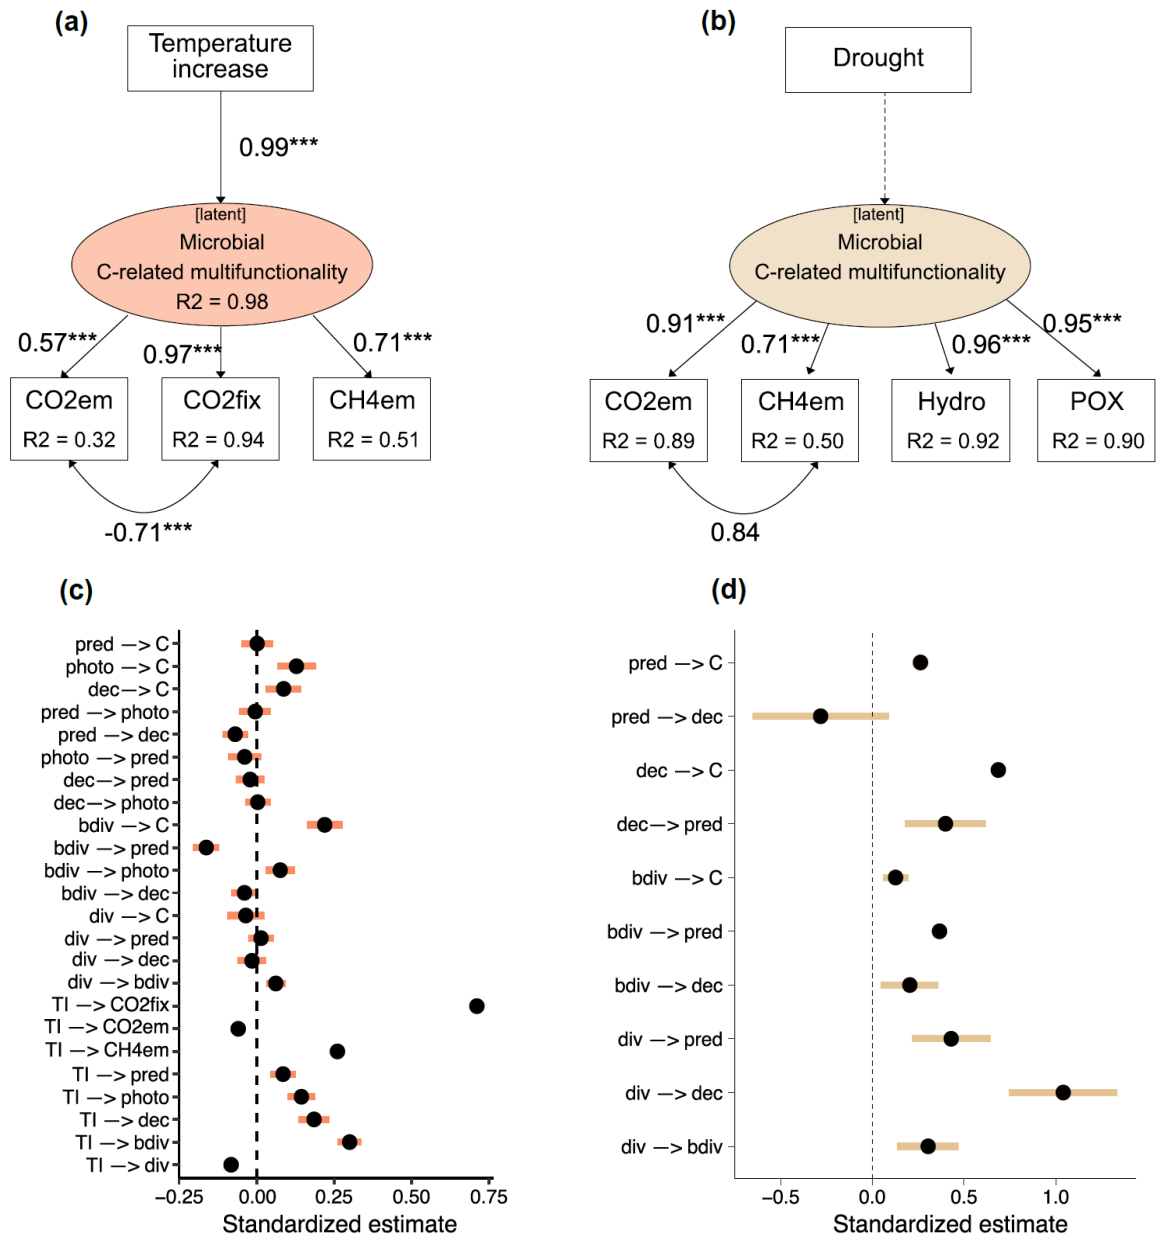 (a)
Temperature
increase
0.99***
[latent]
Microbial
C-related multifunctionality
R2 = 0.98
0.57***
0.97***
0.71***
CO2em
R2 = 0.32
CO2fix
R2 = 0.94
CH4em
R2 = 0.51
-0.71***
(b)
Drought
[latent]
Microbial
C-related multifunctionality
0.91***
0.71***
0.96***
0.95***
CO2em
R2 = 0.89
CH4em
R2 = 0.50
Hydro
R2 = 0.92
POX
R2 = 0.90
0.84
(c)
pred —> C
photo —> C
dec—> C
pred —> photo
pred —> dec
photo —> pred
dec—> pred
dec—> photo
bdiv —> C
bdiv —> pred
bdiv —> photo
bdiv —> dec
div —> C
div —> pred
div —> dec
div —> bdiv
TI —> CO2fix
TI —> CO2em
TI —> CH4em
TI —> pred
TI —> photo
TI —> dec
TI —> bdiv
TI —> div
−0.25 0.00 0.25 0.50 0.75
Standardized estimate
(d)
pred —> C
pred —> dec
dec —> C
dec—> pred
bdiv —> C
bdiv —> pred
bdiv —> dec
div —> pred
div —> dec
div —> bdiv
−0.5 0.0 0.5 1.0
Standardized estimate